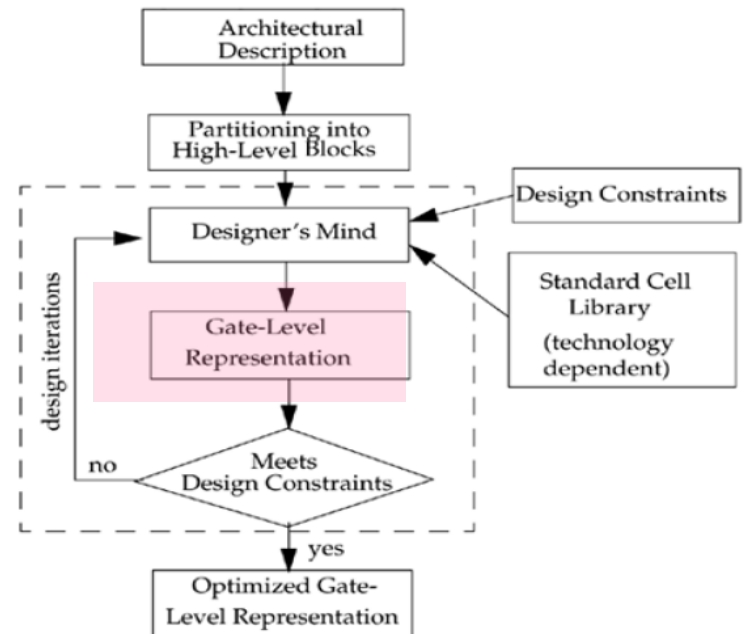 Architectural
Description
Partitioning into
High-Level Blocks
Designer's Mind
Design Constraints
Standard Cell
Library
(technology
dependent)
Gate-Level
Representation
design iterations
Meets
Design Constraints
no
yes
Optimized Gate-
Level Representation